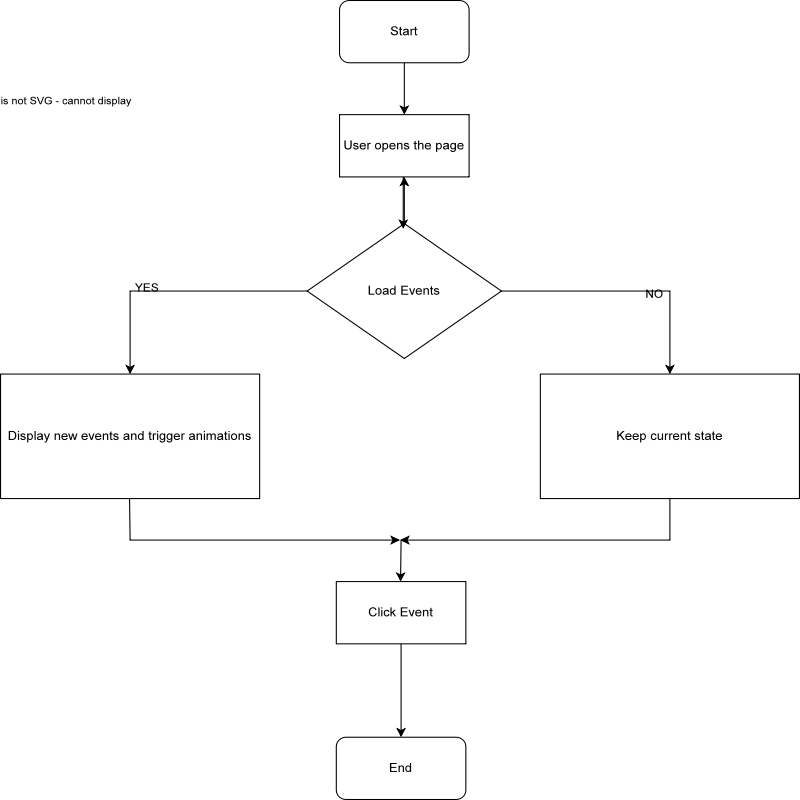 Start
is not SVG - cannot display
User opens the page
Load Events
YES
NO
Display new events and trigger animations
Keep current state
Click Event
End